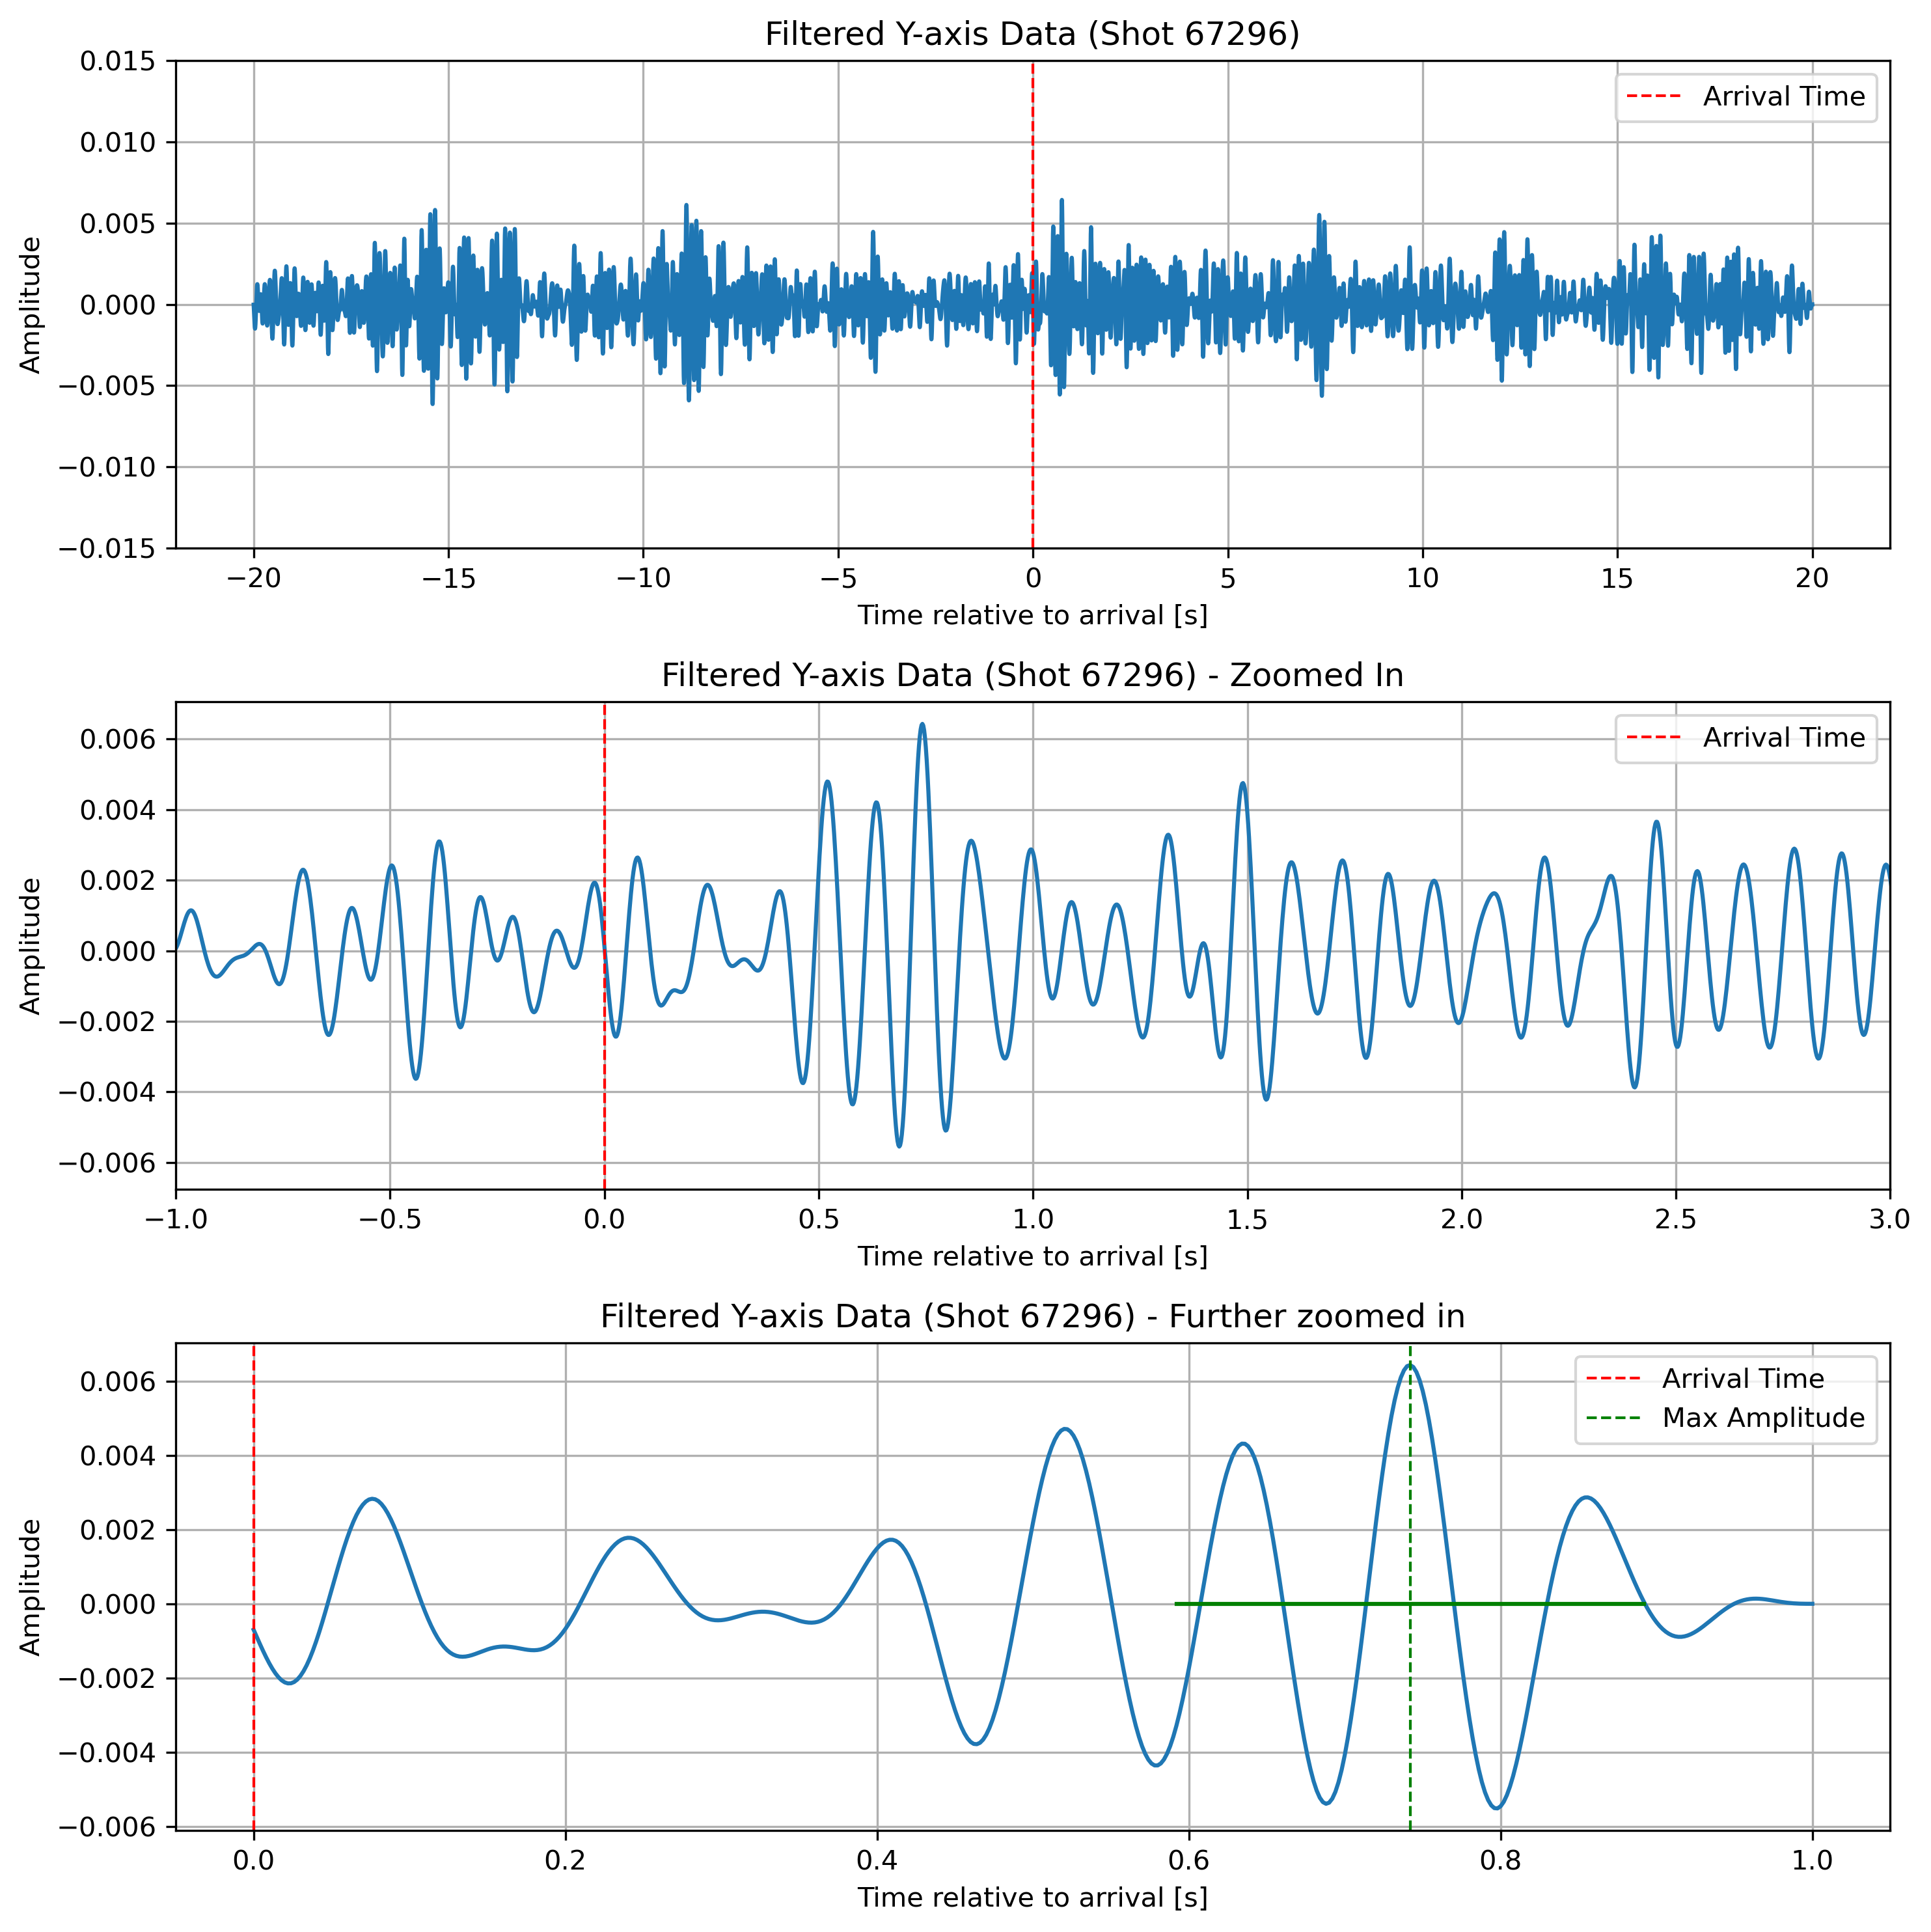 Filtered Y-axis Data (Shot 67296)
0.015
0.010
0.005
0.000
−0.005
−0.010
−0.015
Amplitude
Arrival Time
−20 −15 −10 −5 0 5 10 15 20
Time relative to arrival [s]
Filtered Y-axis Data (Shot 67296) - Zoomed In
0.006
0.004
0.002
0.000
−0.002
−0.004
−0.006
Amplitude
Arrival Time
−1.0 −0.5 0.0 0.5 1.0 1.5 2.0 2.5 3.0
Time relative to arrival [s]
Filtered Y-axis Data (Shot 67296) - Further zoomed in
0.006
0.004
0.002
0.000
−0.002
−0.004
−0.006
Amplitude
Arrival Time
Max Amplitude
0.0 0.2 0.4 0.6 0.8 1.0
Time relative to arrival [s]